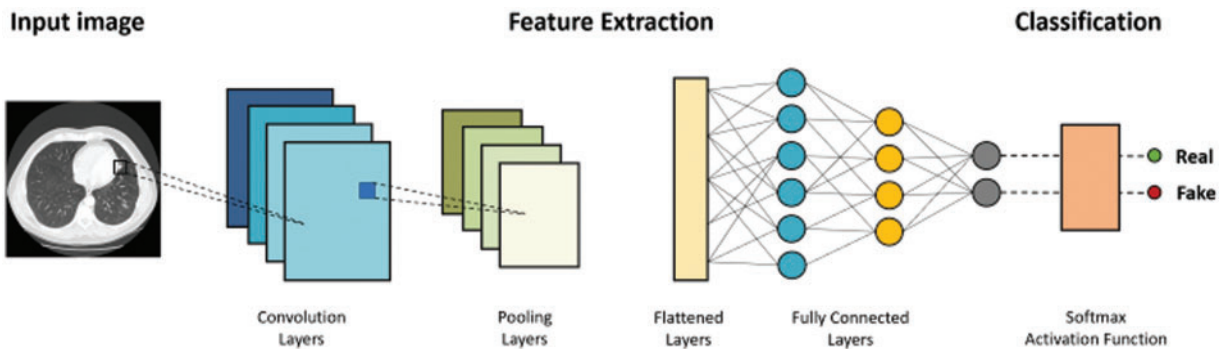 Input image
Feature Extraction
Classification
Real
Fake
Convolution
Layers
Pooling
Layers
Flattened
Layers
Fully Connected
Layers
Softmax
Activation Function